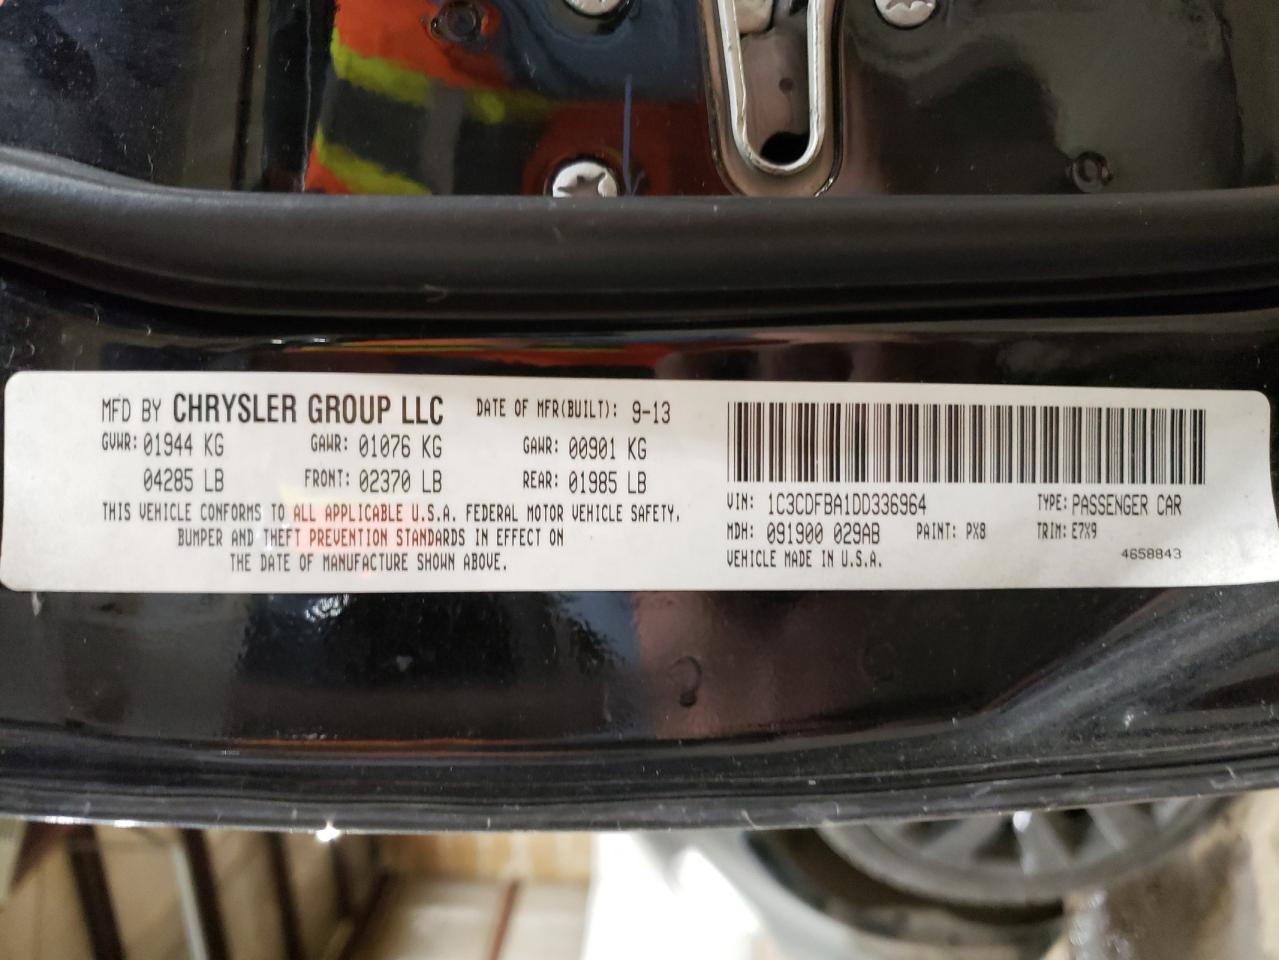 MFD BY CHRYSLER GROUP LLC DATE OF MFR(BUILT): 9-13
GVWR: 01944 KG GAWR: 01076 KG GAWR: 00901 KG
04285 LB FRONT: 02370 LB REAR: 01985 LB
THIS VEHICLE CONFORMS TO ALL APPLICABLE U.S.A. FEDERAL MOTOR VEHICLE SAFETY,
BUMPER AND THEFT PREVENTION STANDARDS IN EFFECT ON
THE DATE OF MANUFACTURE SHOWN ABOVE.
VIN: 1C3CDFBA1DD336964 TYPE: PASSENGER CAR
MDH: 091900 029AB PAINT: PX8 TRIM: E7X9
VEHICLE MADE IN U.S.A. 4658843